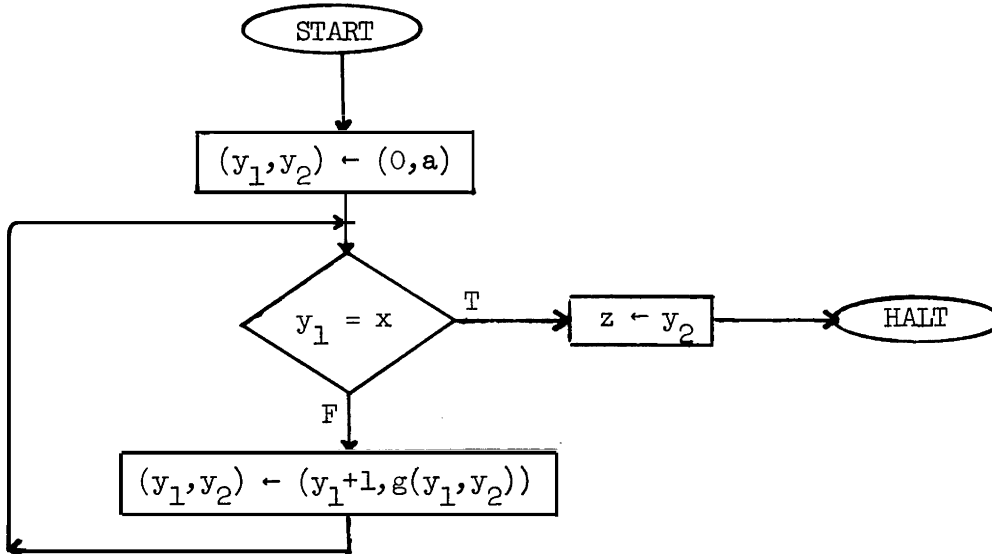 START
(y₁,y₂) ← (0,a)
y₁ = x
T
z ← y₂
HALT
F
(y₁,y₂) ← (y₁+1,g(y₁,y₂))